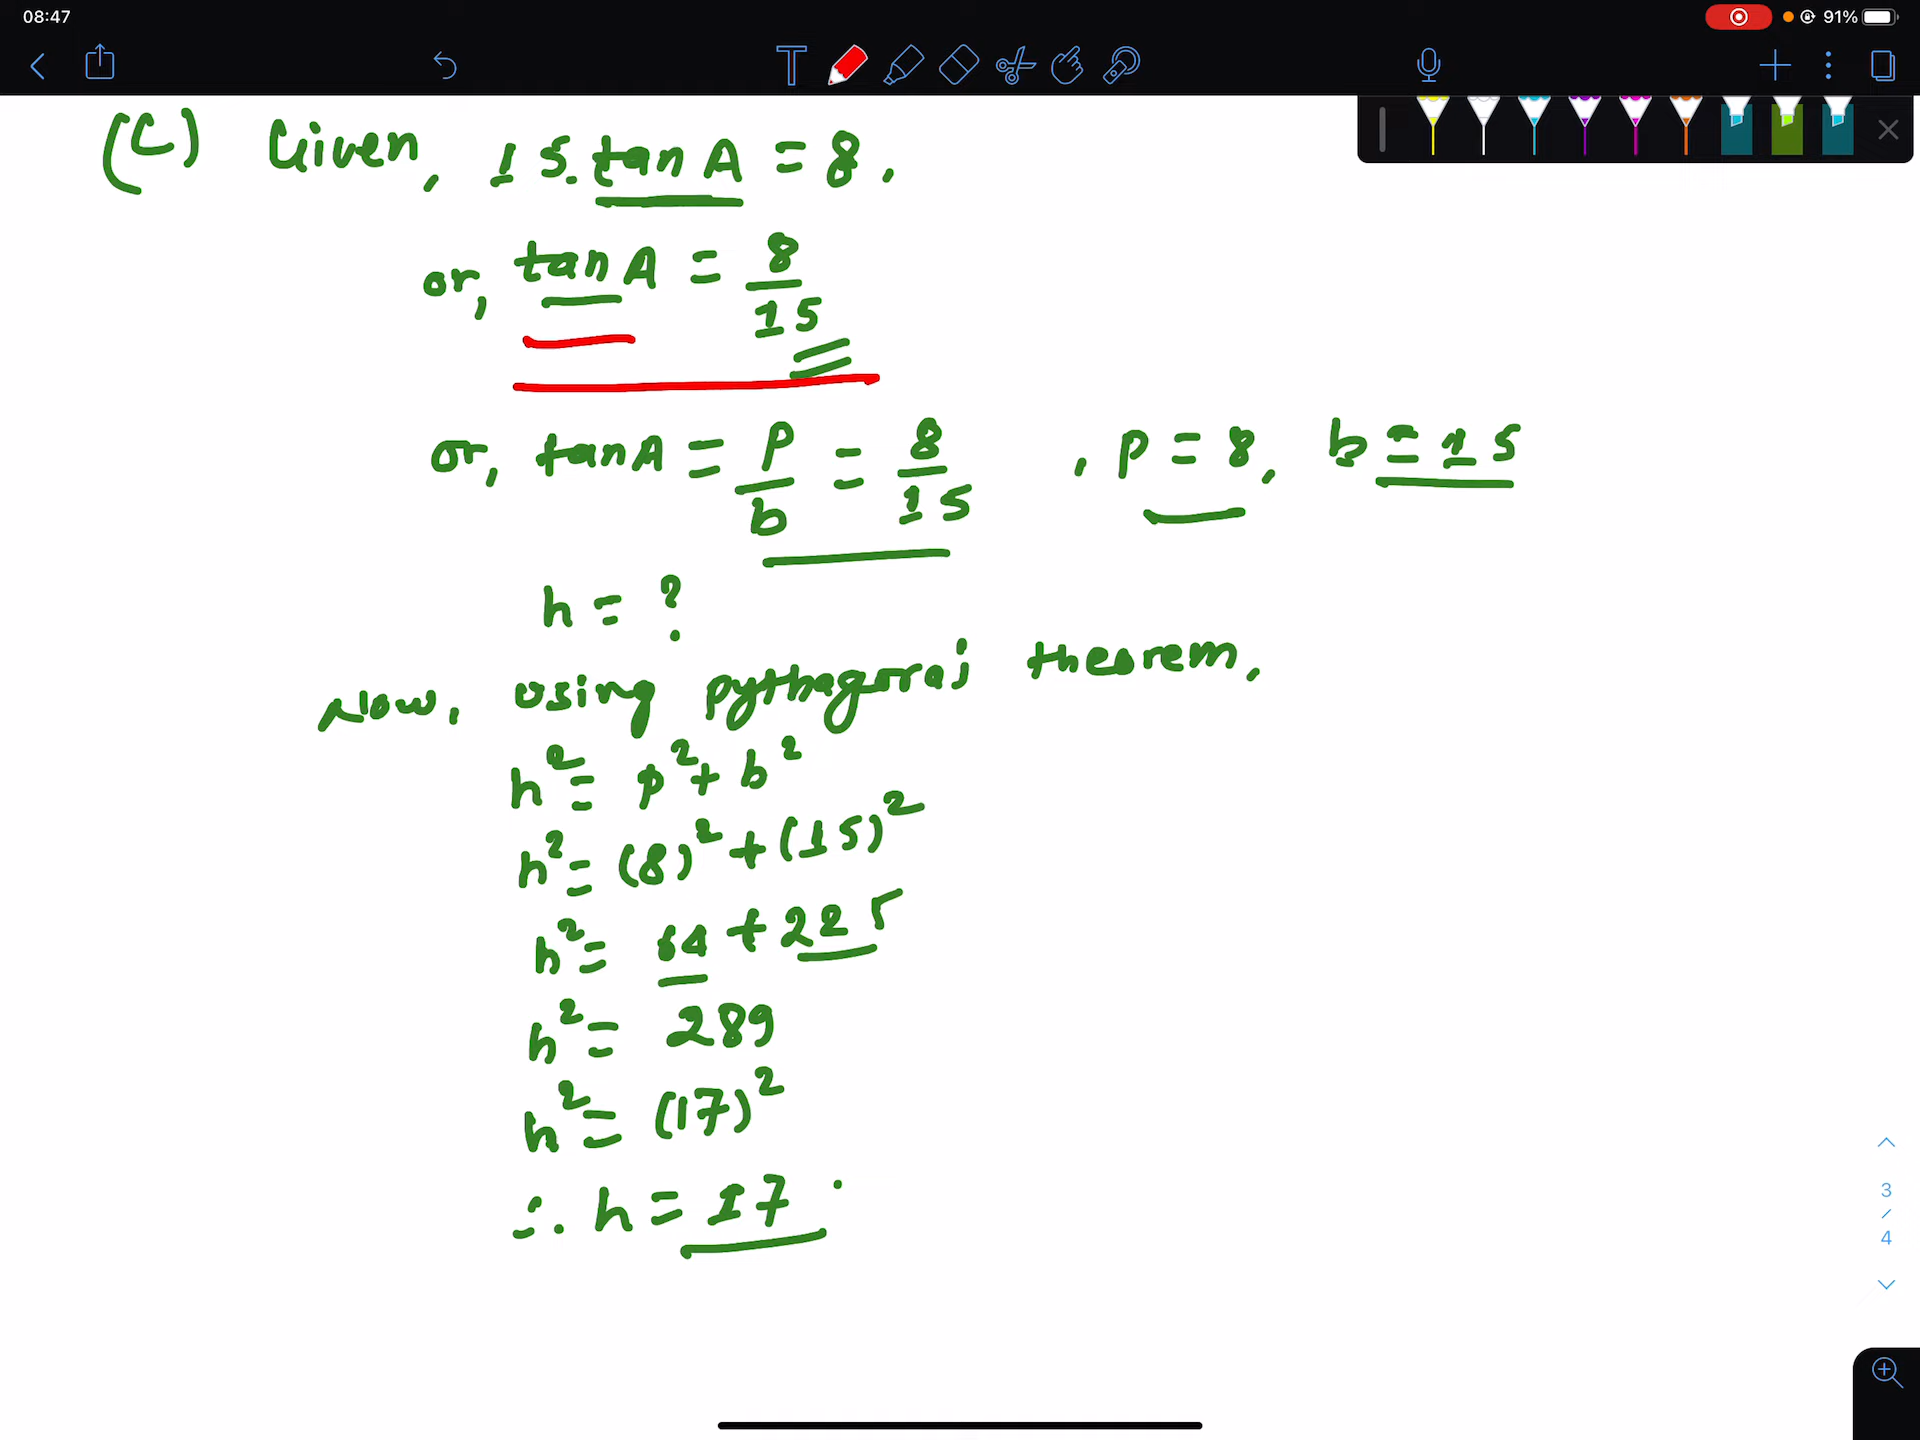 08:47
91%
(C) Given, 15.tan A = 8,
or, tan A = 8/15
or, tan A = p/b = 8/15 , p = 8, b = 15
h = ?
Now, using pythagora's theorem,
h² = p² + b²
h² = (8)² + (15)²
h² = 64 + 225
h² = 289
h² = (17)²
∴ h = 17.
3
/
4